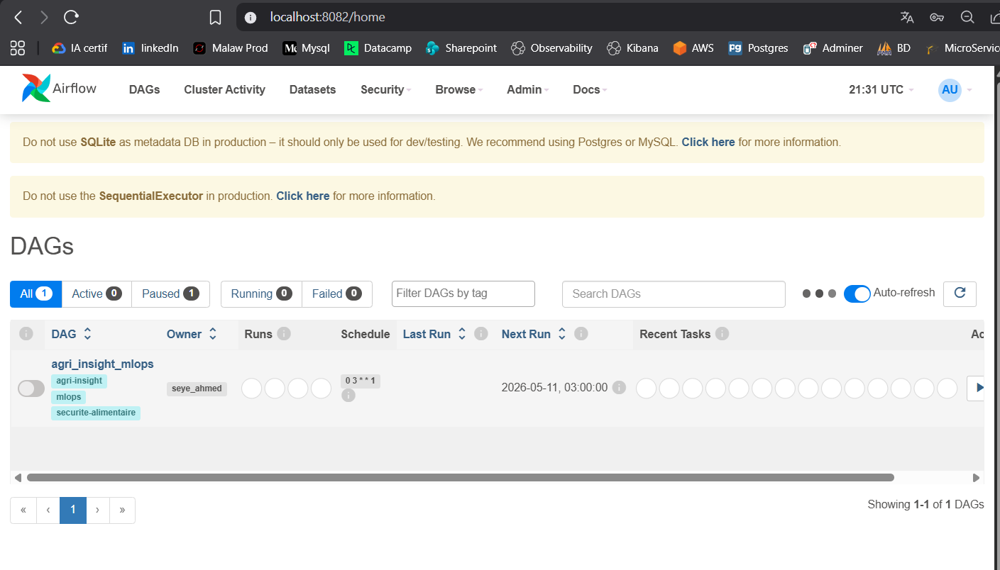 localhost:8082/home
IA certif linkedIn Malaw Prod Mysql Datacamp Sharepoint Observability Kibana AWS Postgres Adminer BD MicroService
Airflow DAGs Cluster Activity Datasets Security Browse Admin Docs 21:31 UTC AU
Do not use SQLite as metadata DB in production – it should only be used for dev/testing. We recommend using Postgres or MySQL. Click here for more information.
Do not use the SequentialExecutor in production. Click here for more information.
DAGs
All 1 Active 0 Paused 1 Running 0 Failed 0 Filter DAGs by tag Search DAGs Auto-refresh
DAG Owner Runs Schedule Last Run Next Run Recent Tasks Ac
agri_insight_mlops
agri-insight
mlops
securite-alimentaire
seye_ahmed
0 3 * * 1
2026-05-11, 03:00:00
« ‹ 1 › »
Showing 1-1 of 1 DAGs